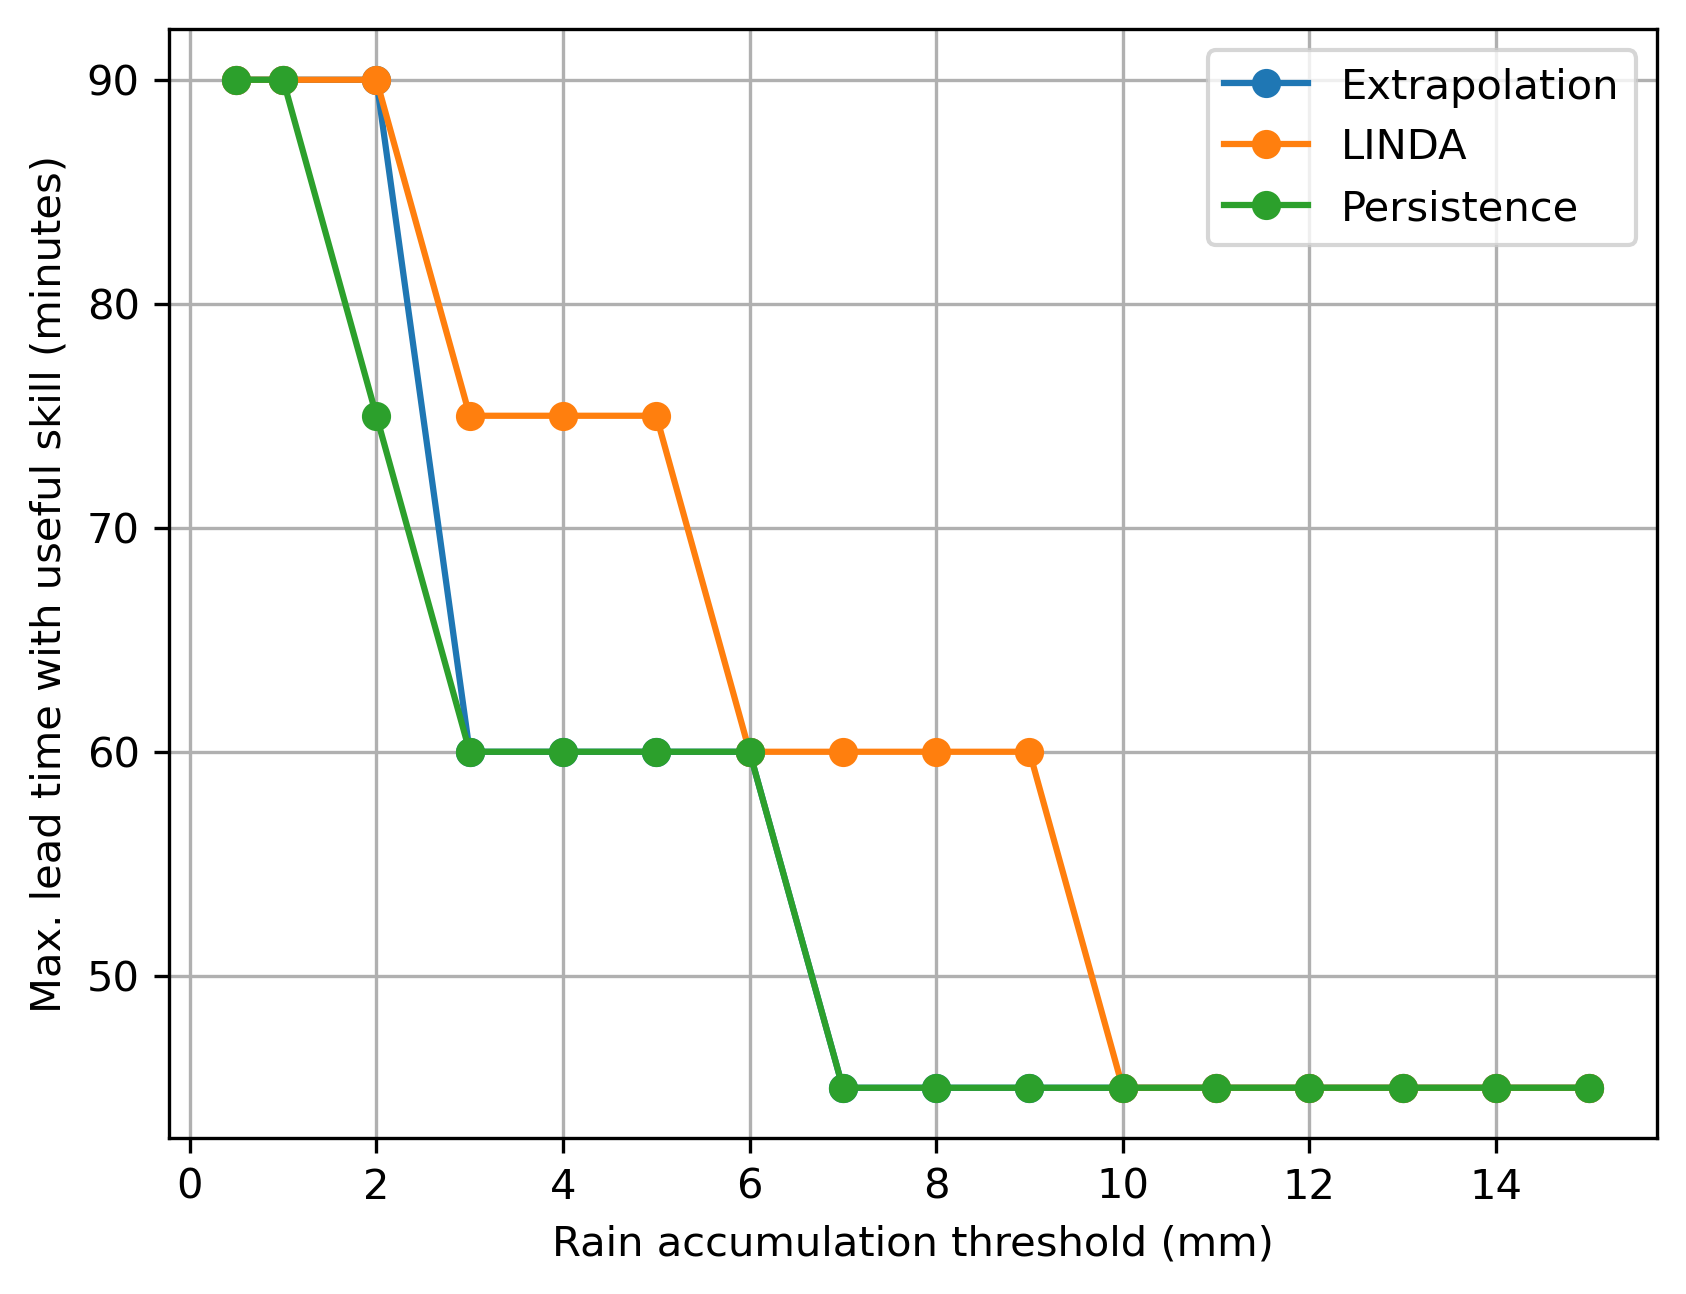 Extrapolation
LINDA
Persistence
Max. lead time with useful skill (minutes)
90
80
70
60
50
0 2 4 6 8 10 12 14
Rain accumulation threshold (mm)